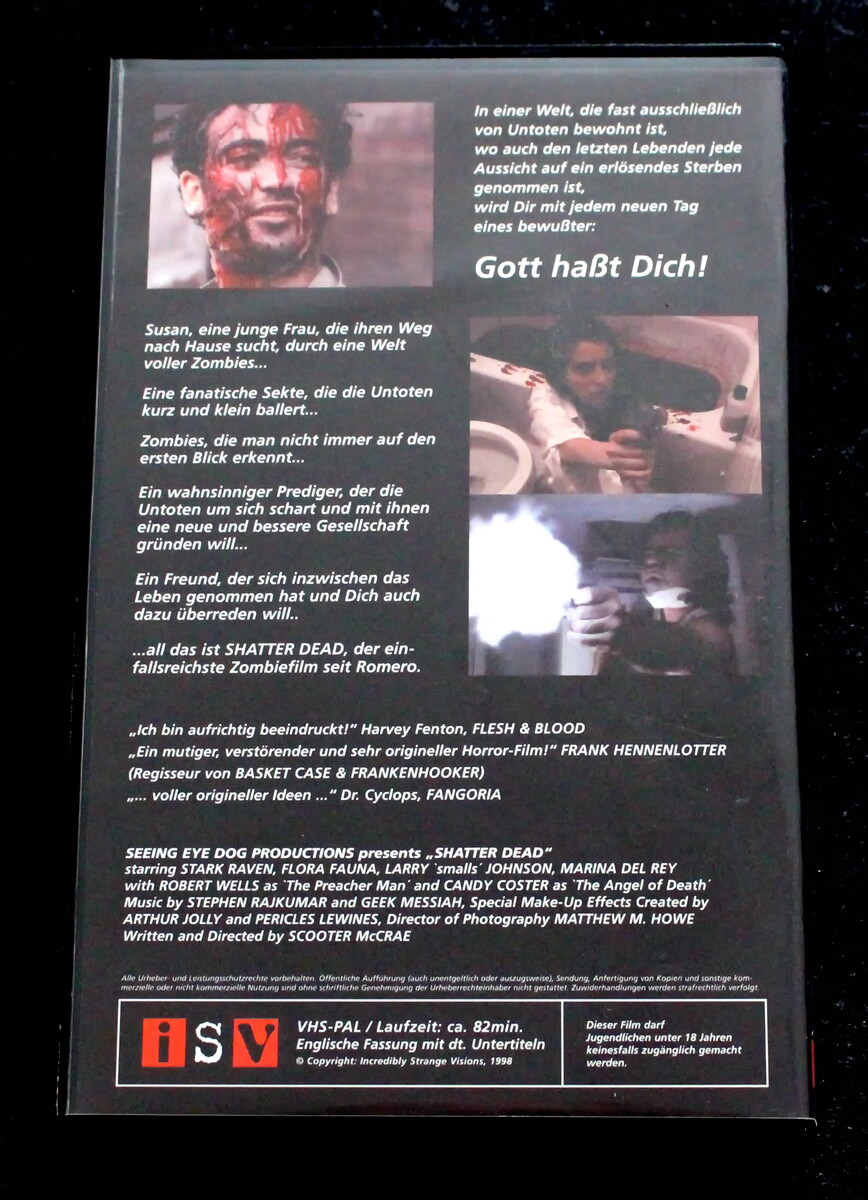 In einer Welt, die fast ausschließlich
von Untoten bewohnt ist,
wo auch den letzten Lebenden jede
Aussicht auf ein erlösendes Sterben
genommen ist,
wird Dir mit jedem neuen Tag
eines bewußter:
Gott haßt Dich!
Susan, eine junge Frau, die ihren Weg
nach Hause sucht, durch eine Welt
voller Zombies...
Eine fanatische Sekte, die die Untoten
kurz und klein ballert...
Zombies, die man nicht immer auf den
ersten Blick erkennt...
Ein wahnsinniger Prediger, der die
Untoten um sich schart und mit ihnen
eine neue und bessere Gesellschaft
gründen will...
Ein Freund, der sich inzwischen das
Leben genommen hat und Dich auch
dazu überreden will..
...all das ist SHATTER DEAD, der ein-
fallsreichste Zombiefilm seit Romero.
„Ich bin aufrichtig beeindruckt!“ Harvey Fenton, FLESH & BLOOD
„Ein mutiger, verstörender und sehr origineller Horror-Film!“ FRANK HENNENLOTTER
(Regisseur von BASKET CASE & FRANKENHOOKER)
„... voller origineller Ideen ...“ Dr. Cyclops, FANGORIA
SEEING EYE DOG PRODUCTIONS presents „SHATTER DEAD“
starring STARK RAVEN, FLORA FAUNA, LARRY `smalls´ JOHNSON, MARINA DEL REY
with ROBERT WELLS as `The Preacher Man´ and CANDY COSTER as `The Angel of Death´
Music by STEPHEN RAJKUMAR and GEEK MESSIAH, Special Make-Up Effects Created by
ARTHUR JOLLY and PERICLES LEWINES, Director of Photography MATTHEW M. HOWE
Written and Directed by SCOOTER McCRAE
Alle Urheber- und Leistungsschutzrechte vorbehalten. Öffentliche Aufführung (auch unentgeltlich oder auszugsweise), Sendung, Anfertigung von Kopien und sonstige kom-
merzielle oder nicht kommerzielle Nutzung sind ohne schriftliche Genehmigung der Urheberrechteinhaber nicht gestattet. Zuwiderhandlungen werden strafrechtlich verfolgt.
iSV
VHS-PAL / Laufzeit: ca. 82min.
Englische Fassung mit dt. Untertiteln
© Copyright: Incredibly Strange Visions, 1998
Dieser Film darf
Jugendlichen unter 18 Jahren
keinesfalls zugänglich gemacht
werden.